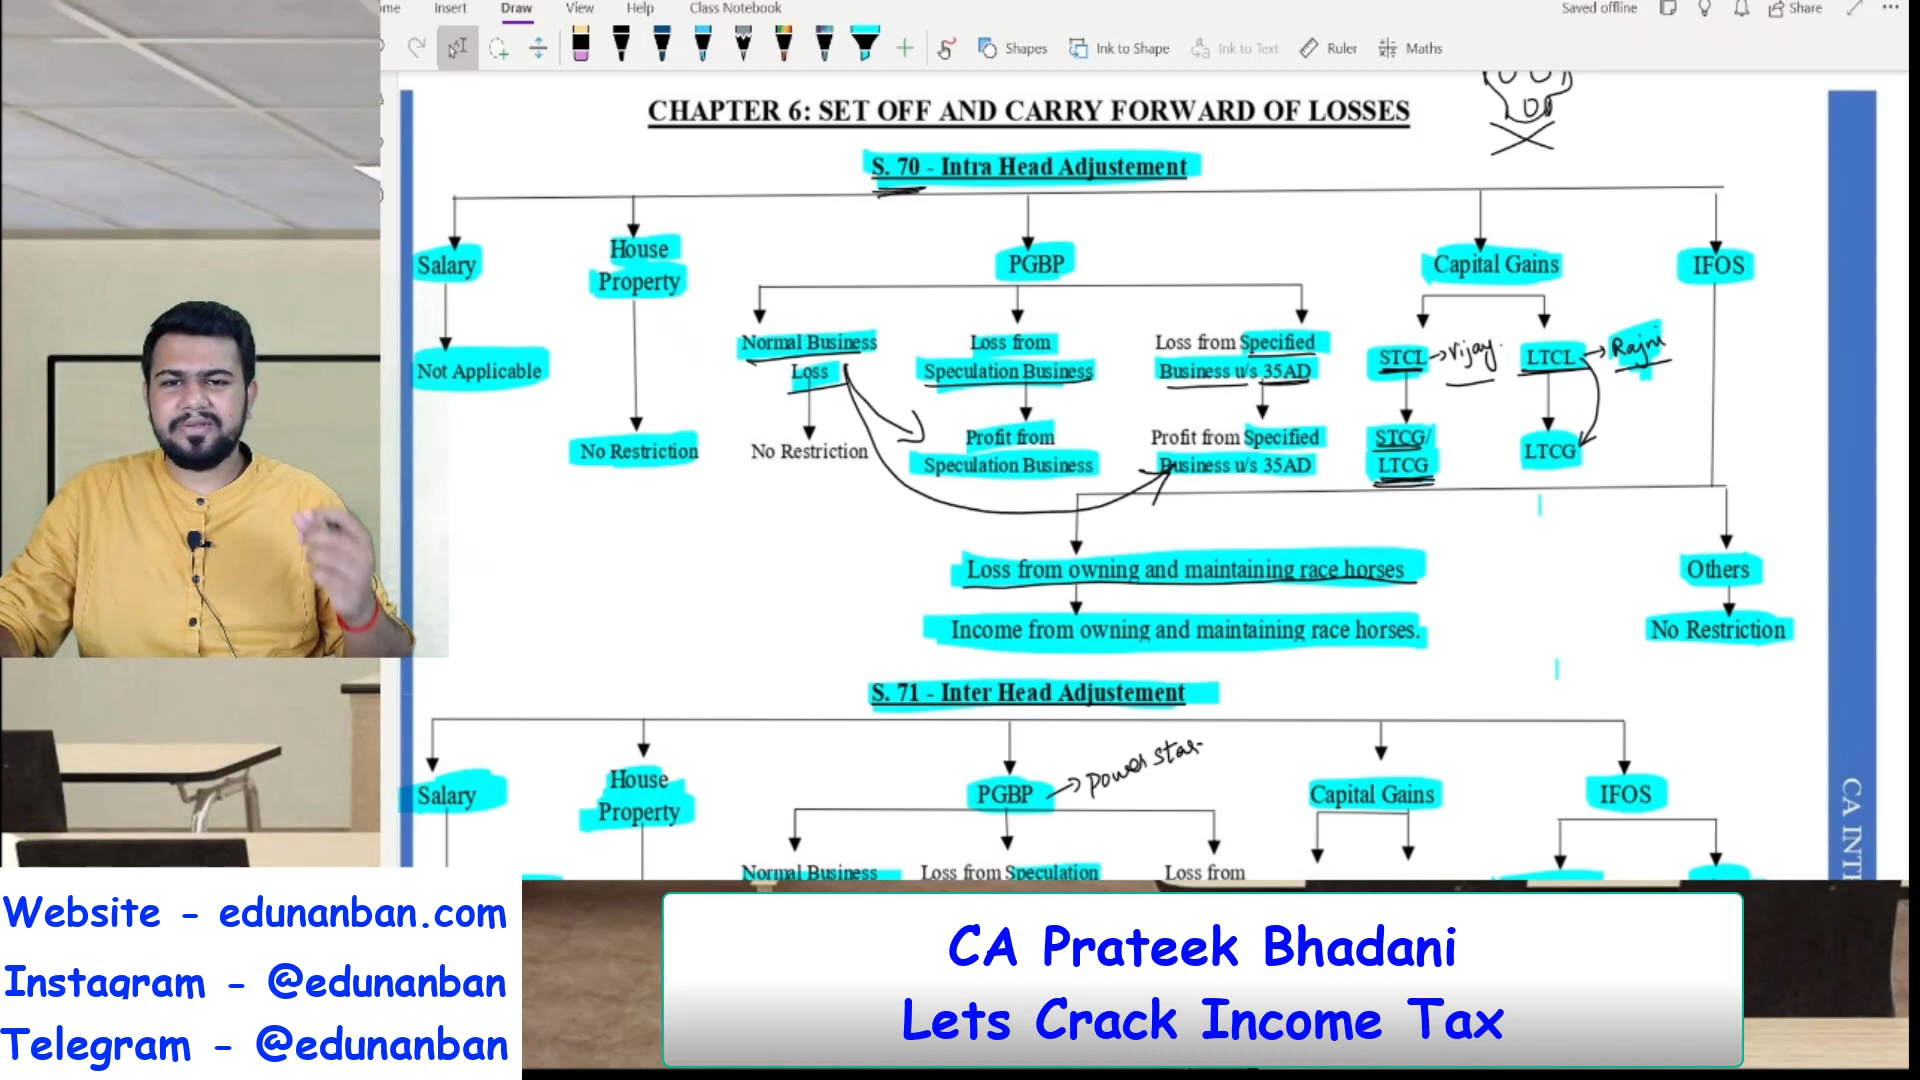 Insert Draw View Help Class Notebook Saved offline Share
Shapes Ink to Shape Ink to Text Ruler Maths
CHAPTER 6: SET OFF AND CARRY FORWARD OF LOSSES
S. 70 - Intra Head Adjustement
Salary
House
Property
PGBP
Capital Gains
IFOS
Not Applicable
No Restriction
Normal Business
Loss
No Restriction
Loss from
Speculation Business
Profit from
Speculation Business
Loss from Specified
Business u/s 35AD
Profit from Specified
Business u/s 35AD
STCL
Vijay
STCG/
LTCG
LTCL
Rajni
LTCG
Loss from owning and maintaining race horses
Income from owning and maintaining race horses.
Others
No Restriction
S. 71 - Inter Head Adjustement
Salary
House
Property
PGBP
Power star
Capital Gains
IFOS
Normal Business
Loss from Speculation
Loss from
Website - edunanban.com
Instagram - @edunanban
Telegram - @edunanban
CA Prateek Bhadani
Lets Crack Income Tax